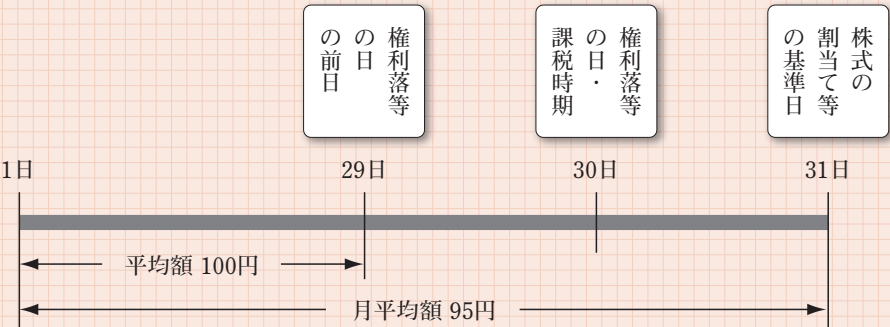 権利落等
の日
の前日
権利落等
の日・
課税時期
株式の
割当て等
の基準日
1日
29日
30日
31日
平均額 100円
月平均額 95円